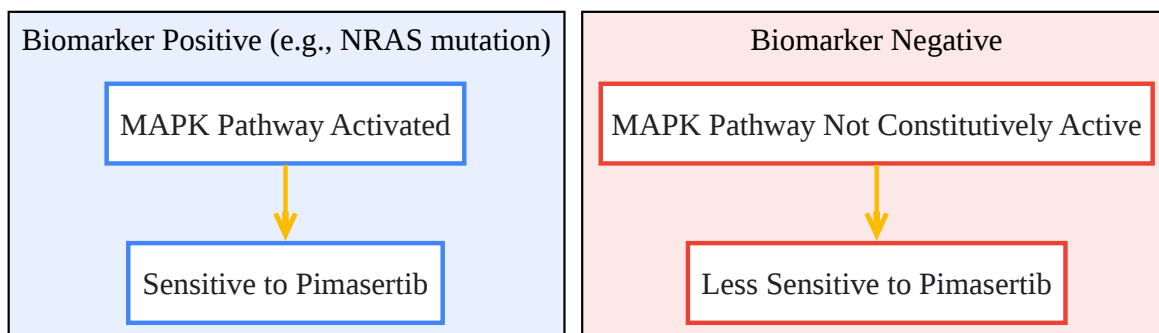 Biomarker Positive (e.g., NRAS mutation)
MAPK Pathway Activated
Sensitive to Pimasertib
Biomarker Negative
MAPK Pathway Not Constitutively Active
Less Sensitive to Pimasertib